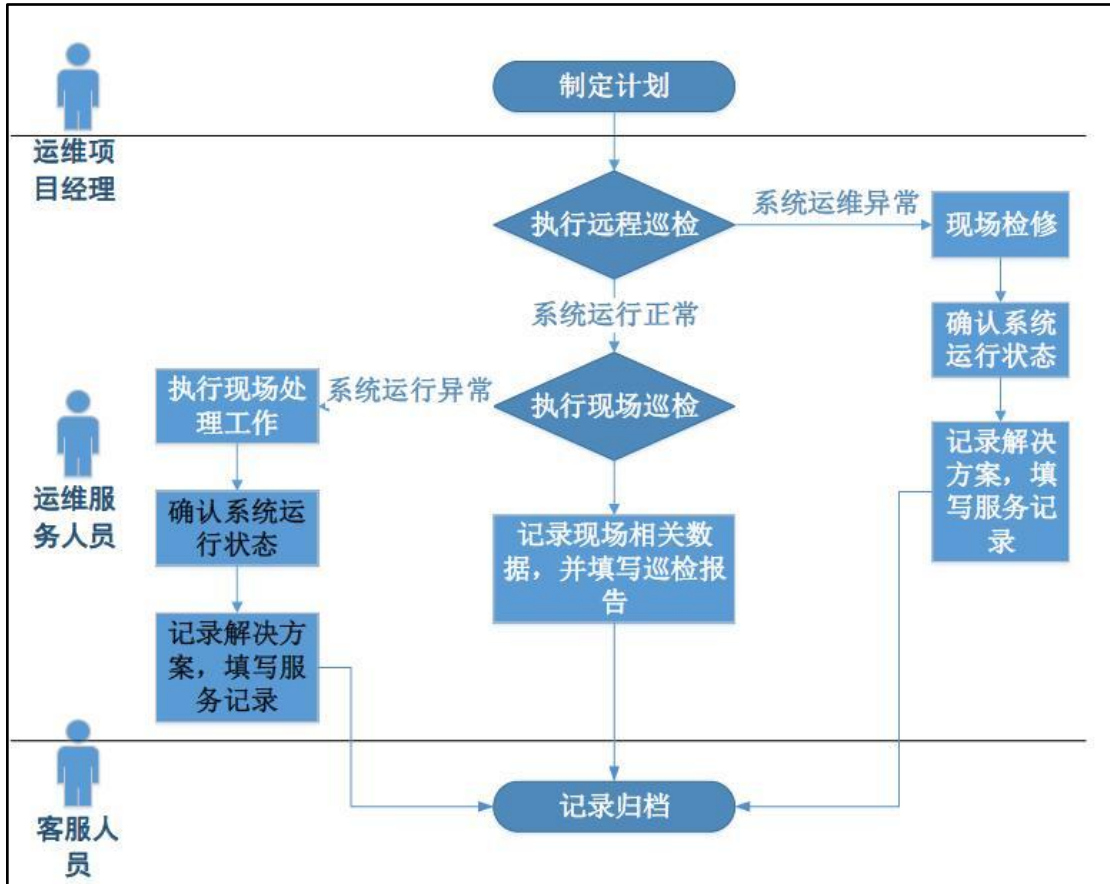 制定计划
运维项
目经理
执行远程巡检
系统运维异常
现场检修
系统运行正常
确认系统
运行状态
执行现场处
理工作
系统运行异常
执行现场巡检
记录解决
方案，填
写服务记
录
运维服
务人员
确认系统运
行状态
记录现场相关数
据，并填写巡检报
告
记录解决方
案，填写服
务记录
客服人
员
记录归档